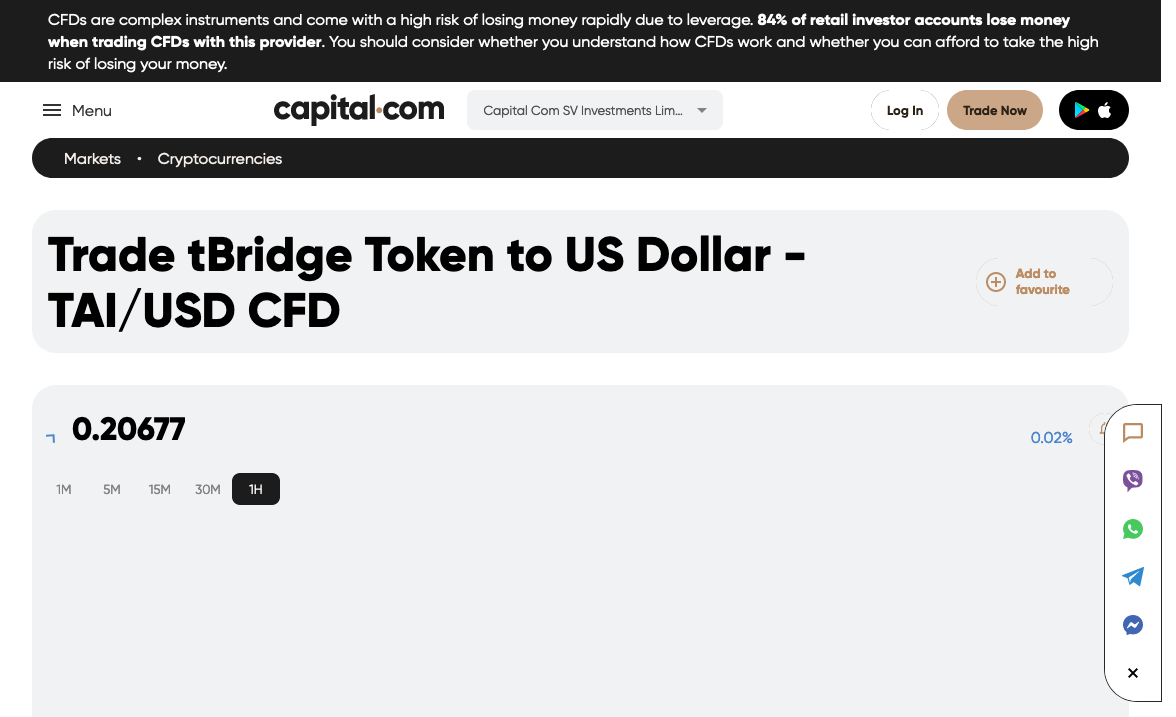 CFDs are complex instruments and come with a high risk of losing money rapidly due to leverage. 84% of retail investor accounts lose money
when trading CFDs with this provider. You should consider whether you understand how CFDs work and whether you can afford to take the high
risk of losing your money.
Menu
capital.com
Capital Com SV Investments Lim...
Log In
Trade Now
Markets • Cryptocurrencies
Trade tBridge Token to US Dollar -
TAI/USD CFD
Add to
favourite
0.20677
0.02%
1M 5M 15M 30M 1H